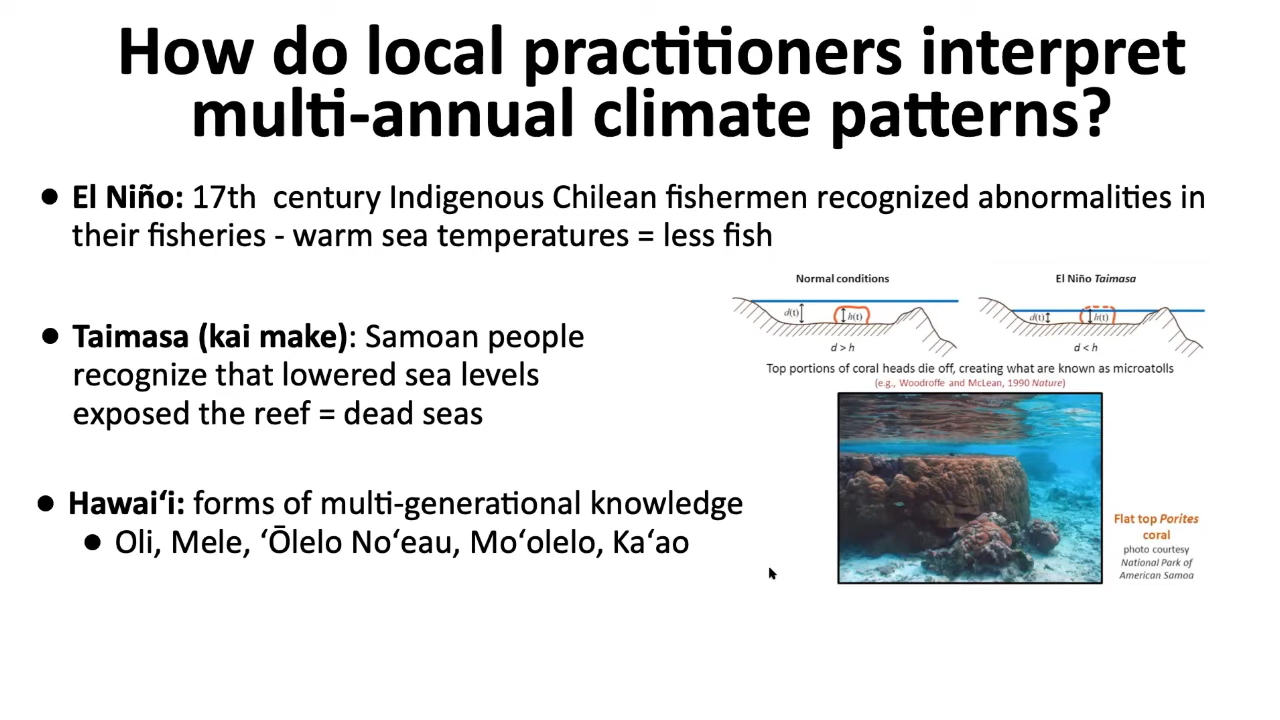 How do local practitioners interpret
multi-annual climate patterns?
● El Niño: 17th  century Indigenous Chilean fishermen recognized abnormalities in
their fisheries - warm sea temperatures = less fish
● Taimasa (kai make): Samoan people
recognize that lowered sea levels
exposed the reef = dead seas
● Hawaiʻi: forms of multi-generational knowledge
● Oli, Mele, ʻŌlelo Noʻeau, Moʻolelo, Kaʻao
Normal conditions
d(t)
h(t)
d > h
El Niño Taimasa
d(t)
h(t)
d < h
Top portions of coral heads die off, creating what are known as microatolls
(e.g., Woodroffe and McLean, 1990 Nature)
Flat top Porites
coral
photo courtesy
National Park of
American Samoa